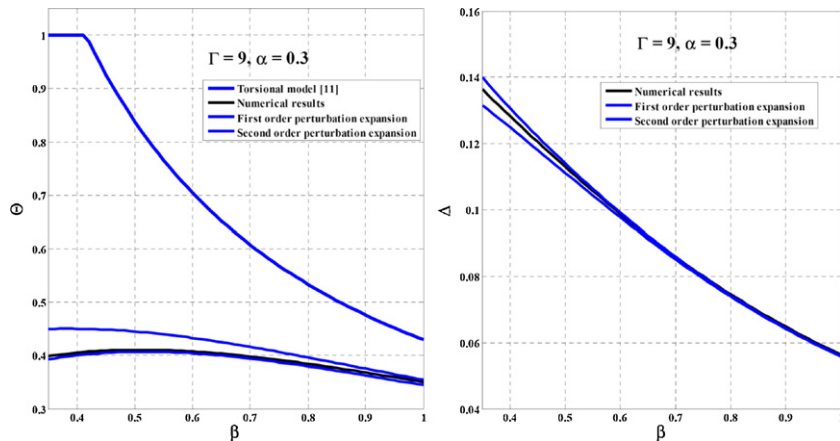 Γ = 9, α = 0.3
Torsional model [11]
Numerical results
First order perturbation expansion
Second order perturbation expansion
1
0.9
0.8
0.7
0.6
0.5
0.4
0.3
Θ
0.4
0.5
0.6
0.7
0.8
0.9
1
β
Γ = 9, α = 0.3
Numerical results
First order perturbation expansion
Second order perturbation expansion
0.16
0.14
0.12
0.1
0.08
0.06
0.04
Δ
0.4
0.5
0.6
0.7
0.8
0.9
β